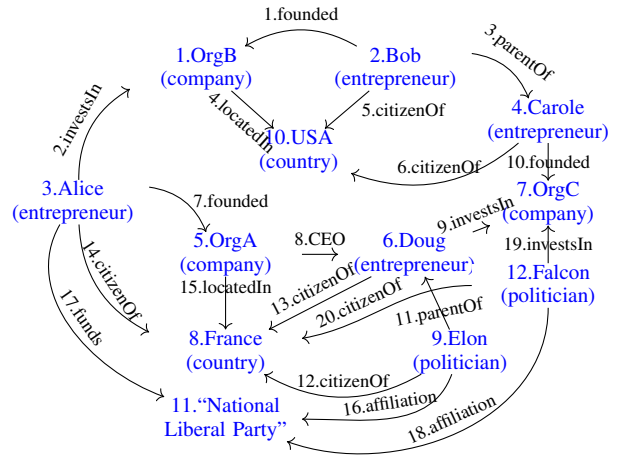 1.founded
1.OrgB
(company)
2.Bob
(entrepreneur)
3.parentOf
2.investsIn
4.locatedIn
5.citizenOf
4.Carole
(entrepreneur)
10.USA
(country)
6.citizenOf
10.founded
3.Alice
(entrepreneur)
7.founded
7.OrgC
(company)
9.investsIn
5.OrgA
(company)
8.CEO
6.Doug
(entrepreneur)
19.investsIn
12.Falcon
(politician)
14.citizenOf
15.locatedIn
13.citizenOf
20.citizenOf
11.parentOf
17.funds
8.France
(country)
9.Elon
(politician)
12.citizenOf
11.“National
Liberal Party”
16.affiliation
18.affiliation